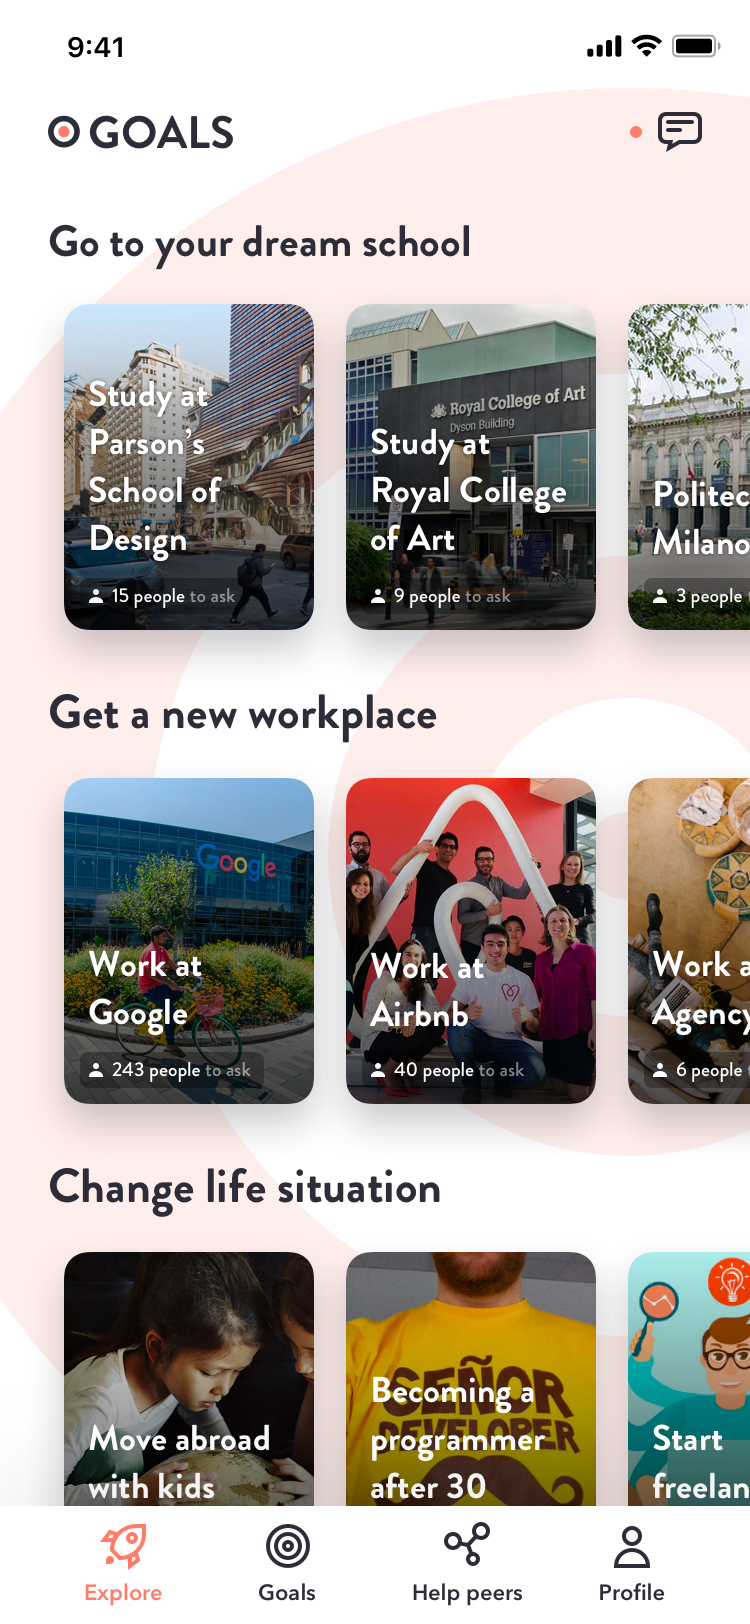 9:41
GOALS
Go to your dream school
Study at
Parson's
School of
Design
15 people to ask
Royal College of Art
Dyson Building
Study at
Royal College
of Art
9 people to ask
Politec
Milano
3 people
Get a new workplace
Google
Work at
Google
243 people to ask
Work at
Airbnb
40 people to ask
Work a
Agency
6 people
Change life situation
Move abroad
with kids
SEÑOR
DEVELOPER
Becoming a
programmer
after 30
Start
freelan
Explore
Goals
Help peers
Profile